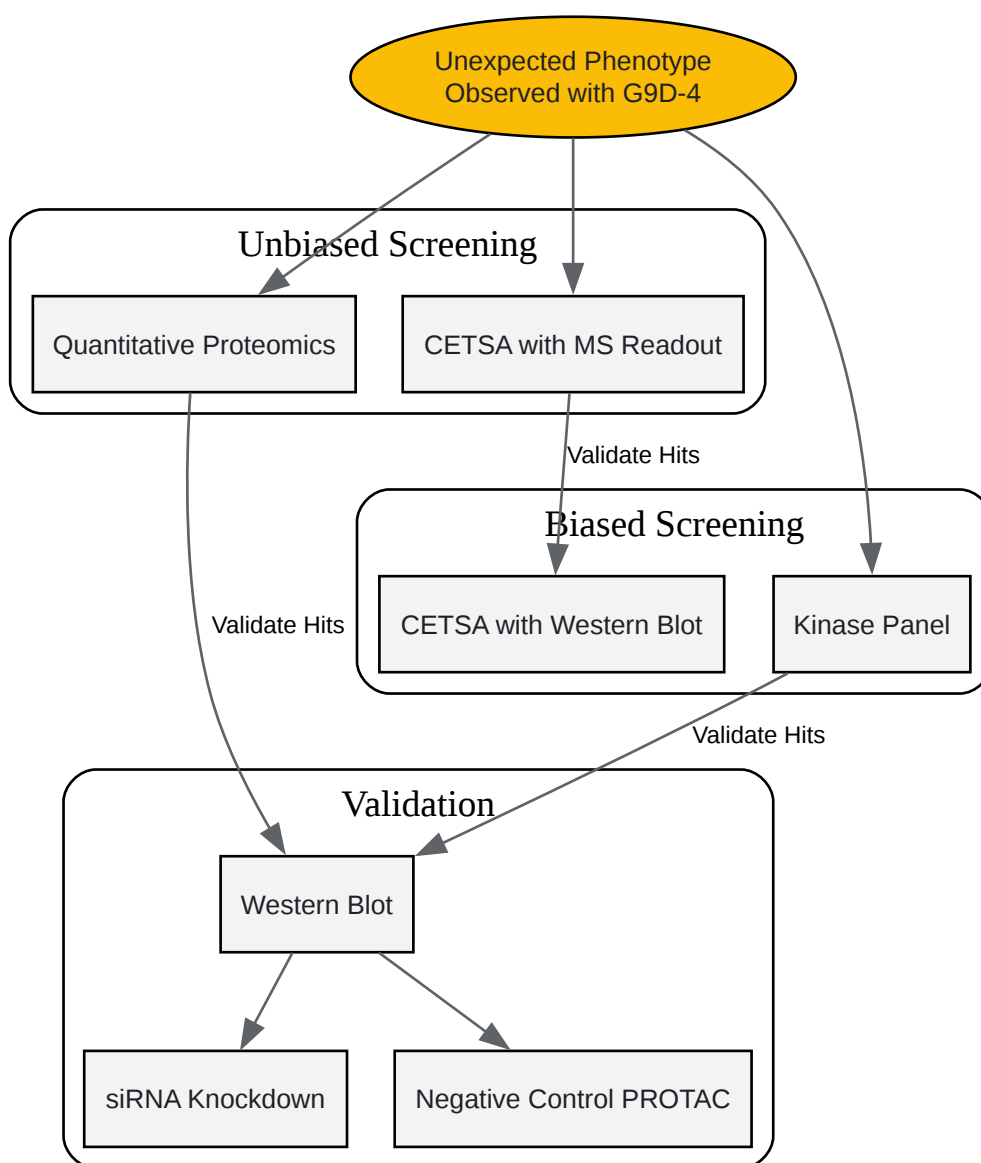 Unexpected Phenotype
Observed with G9D-4
Unbiased Screening
Quantitative Proteomics
CETSA with MS Readout
Validate Hits
Biased Screening
CETSA with Western Blot
Kinase Panel
Validate Hits
Validate Hits
Validation
Western Blot
siRNA Knockdown
Negative Control PROTAC